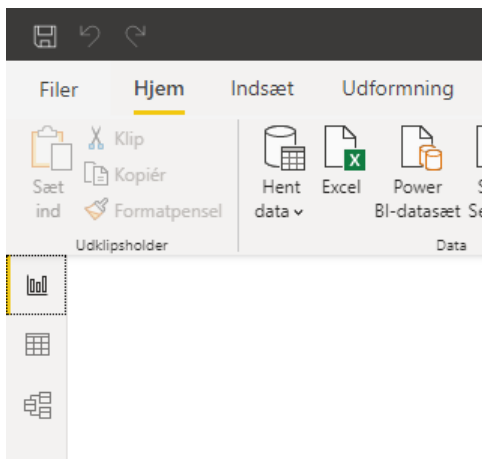 Filer Hjem Indsæt Udformning
Sæt
ind
Klip
Kopiér
Formatpensel
Udklipsholder
Hent
data
Excel
Power
BI-datasæt
Data